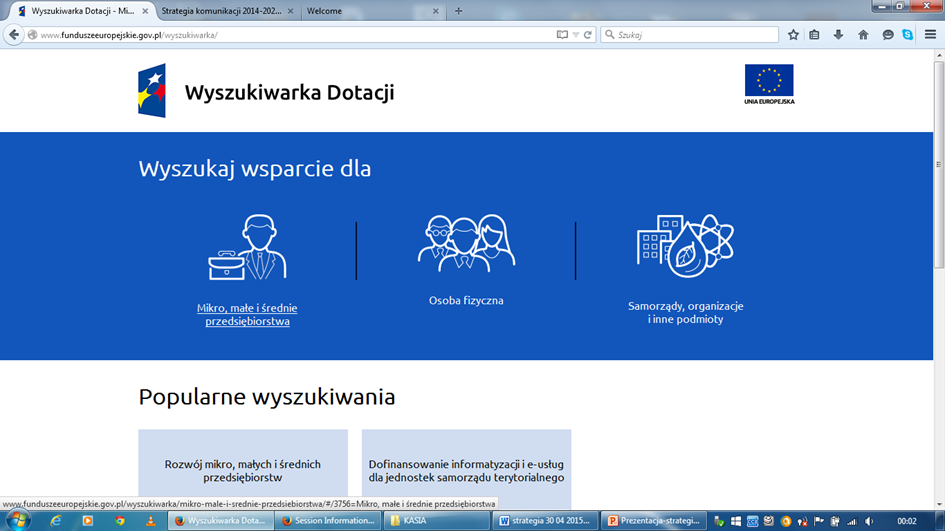 Wyszukiwarka Dotacji - Mi...
Strategia komunikacji 2014-202...
Welcome
www.funduszeeuropejskie.gov.pl/wyszukiwarka/
Szukaj
Wyszukiwarka Dotacji
UNIA EUROPEJSKA
Wyszukaj wsparcie dla
Mikro, małe i średnie
przedsiębiorstwa
Osoba fizyczna
Samorządy, organizacje
i inne podmioty
Popularne wyszukiwania
Rozwój mikro, małych i średnich
przedsiębiorstw
Dofinansowanie informatyzacji i e-usług
dla jednostek samorządu terytorialnego
www.funduszeeuropejskie.gov.pl/wyszukiwarka/mikro-male-i-srednie-przedsiebiorstwa/#/3756=Mikro, małe i średnie przedsiębiorstwa
Wyszukiwarka Dota...
Session Information...
KASIA
strategia 30 04 2015...
Prezentacja-strategi...
00:02